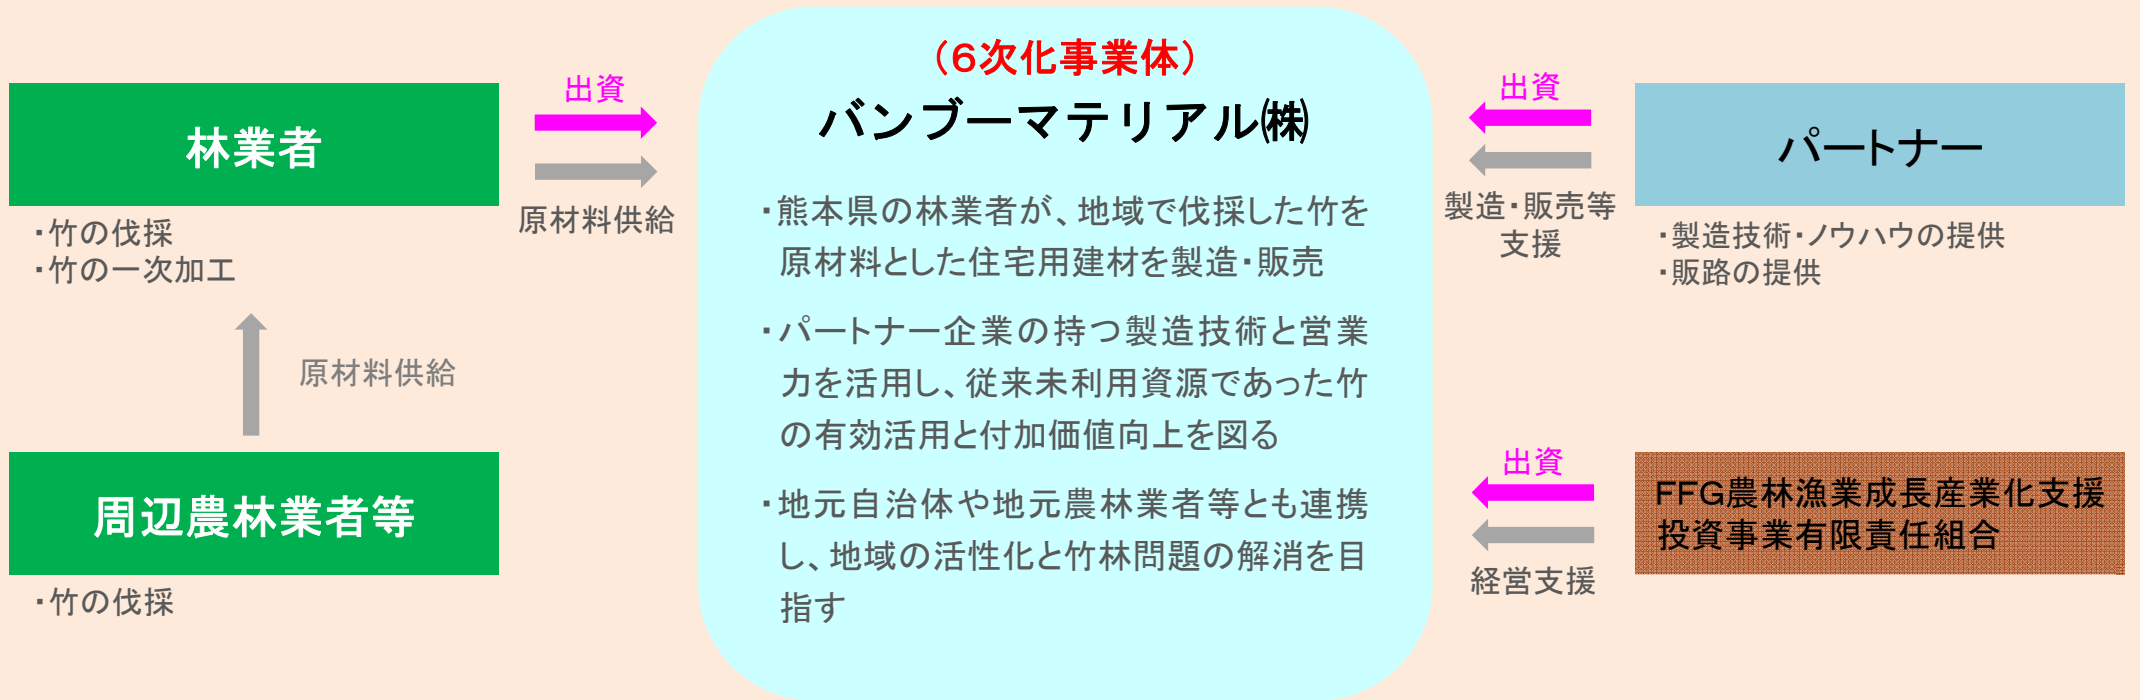 林業者
・竹の伐採
・竹の一次加工
原材料供給
周辺農林業者等
・竹の伐採
出資
原材料供給
（６次化事業体）
バンブーマテリアル㈱
・熊本県の林業者が、地域で伐採した竹を
原材料とした住宅用建材を製造・販売
・パートナー企業の持つ製造技術と営業
力を活用し、従来未利用資源であった竹
の有効活用と付加価値向上を図る
・地元自治体や地元農林業者等とも連携
し、地域の活性化と竹林問題の解消を目
指す
出資
製造・販売等
支援
パートナー
・製造技術・ノウハウの提供
・販路の提供
出資
経営支援
FFG農林漁業成長産業化支援
投資事業有限責任組合